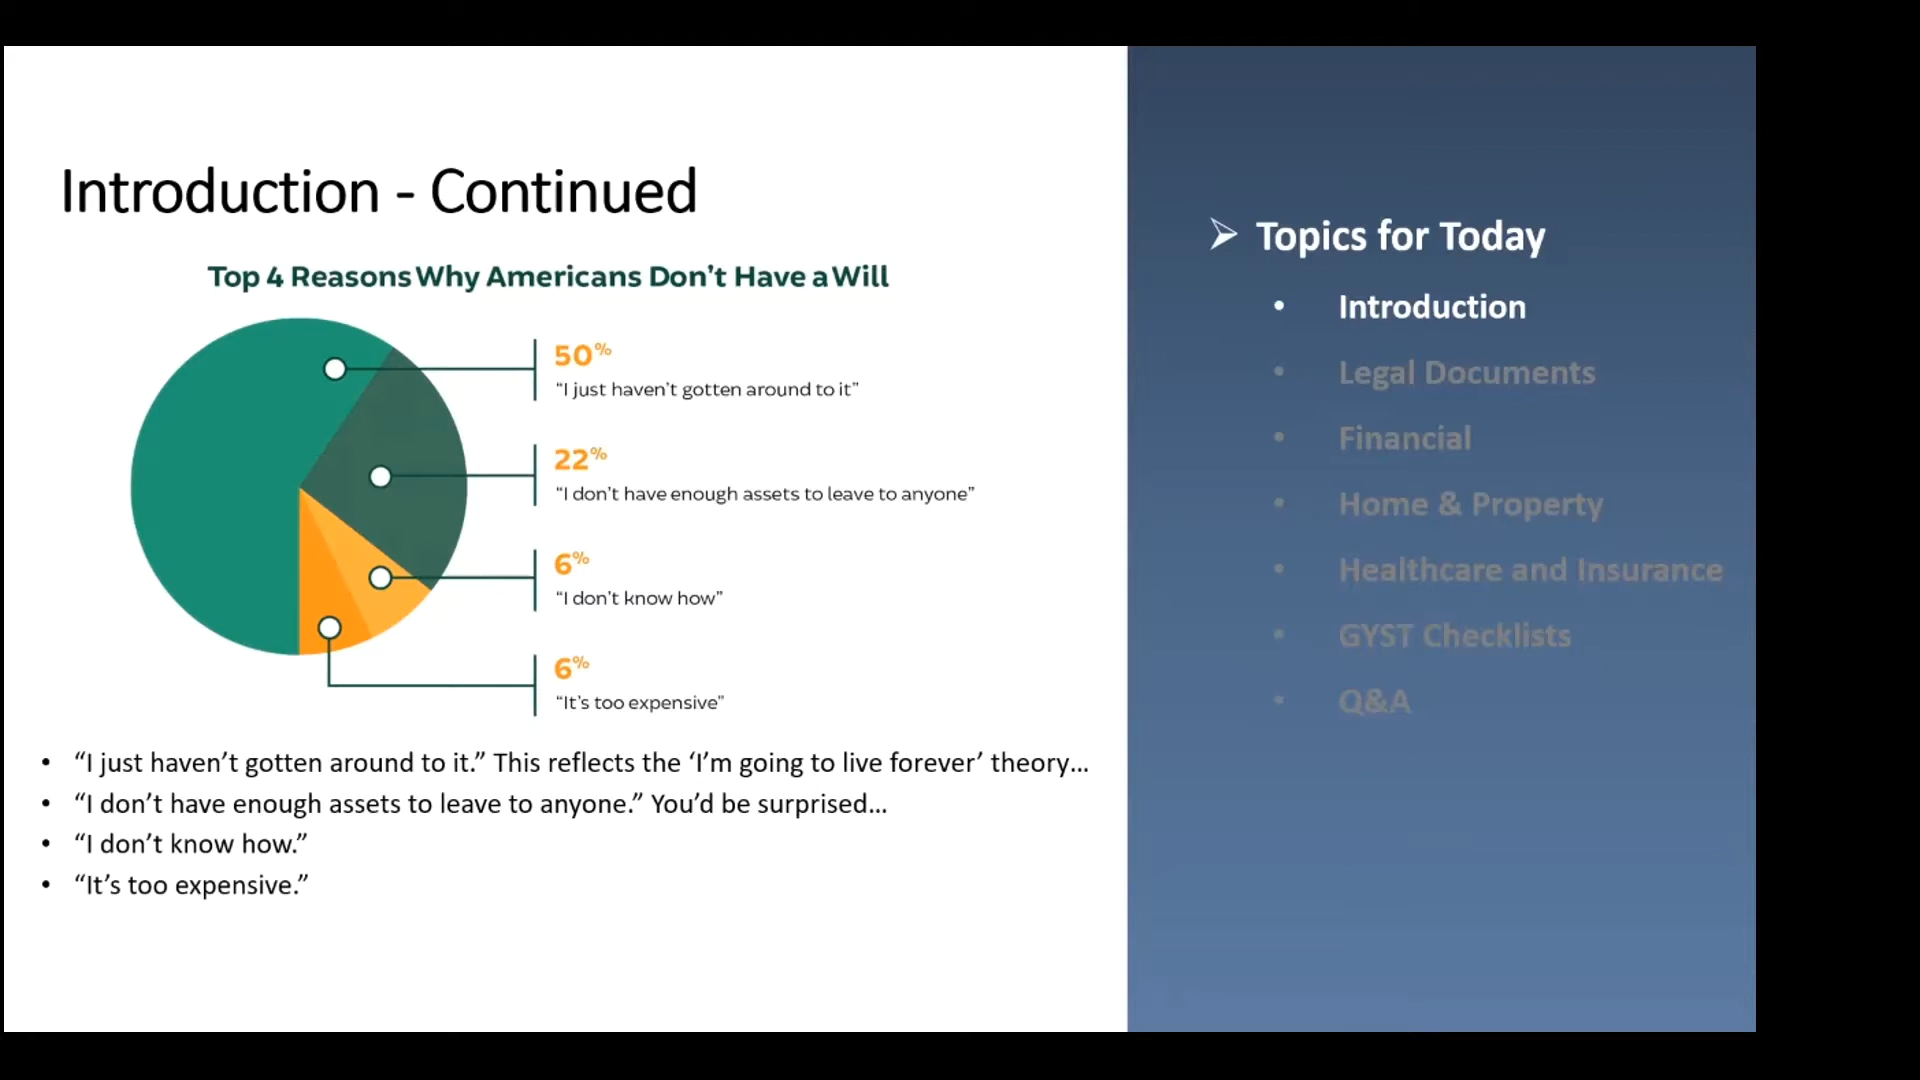 Introduction - Continued
Top 4 Reasons Why Americans Don’t Have a Will
50%
“I just haven’t gotten around to it”
22%
“I don’t have enough assets to leave to anyone”
6%
“I don’t know how”
6%
“It’s too expensive”
• “I just haven’t gotten around to it.” This reflects the ‘I’m going to live forever’ theory…
• “I don’t have enough assets to leave to anyone.” You’d be surprised…
• “I don’t know how.”
• “It’s too expensive.”
➢ Topics for Today
• Introduction
• Legal Documents
• Financial
• Home & Property
• Healthcare and Insurance
• GYST Checklists
• Q&A